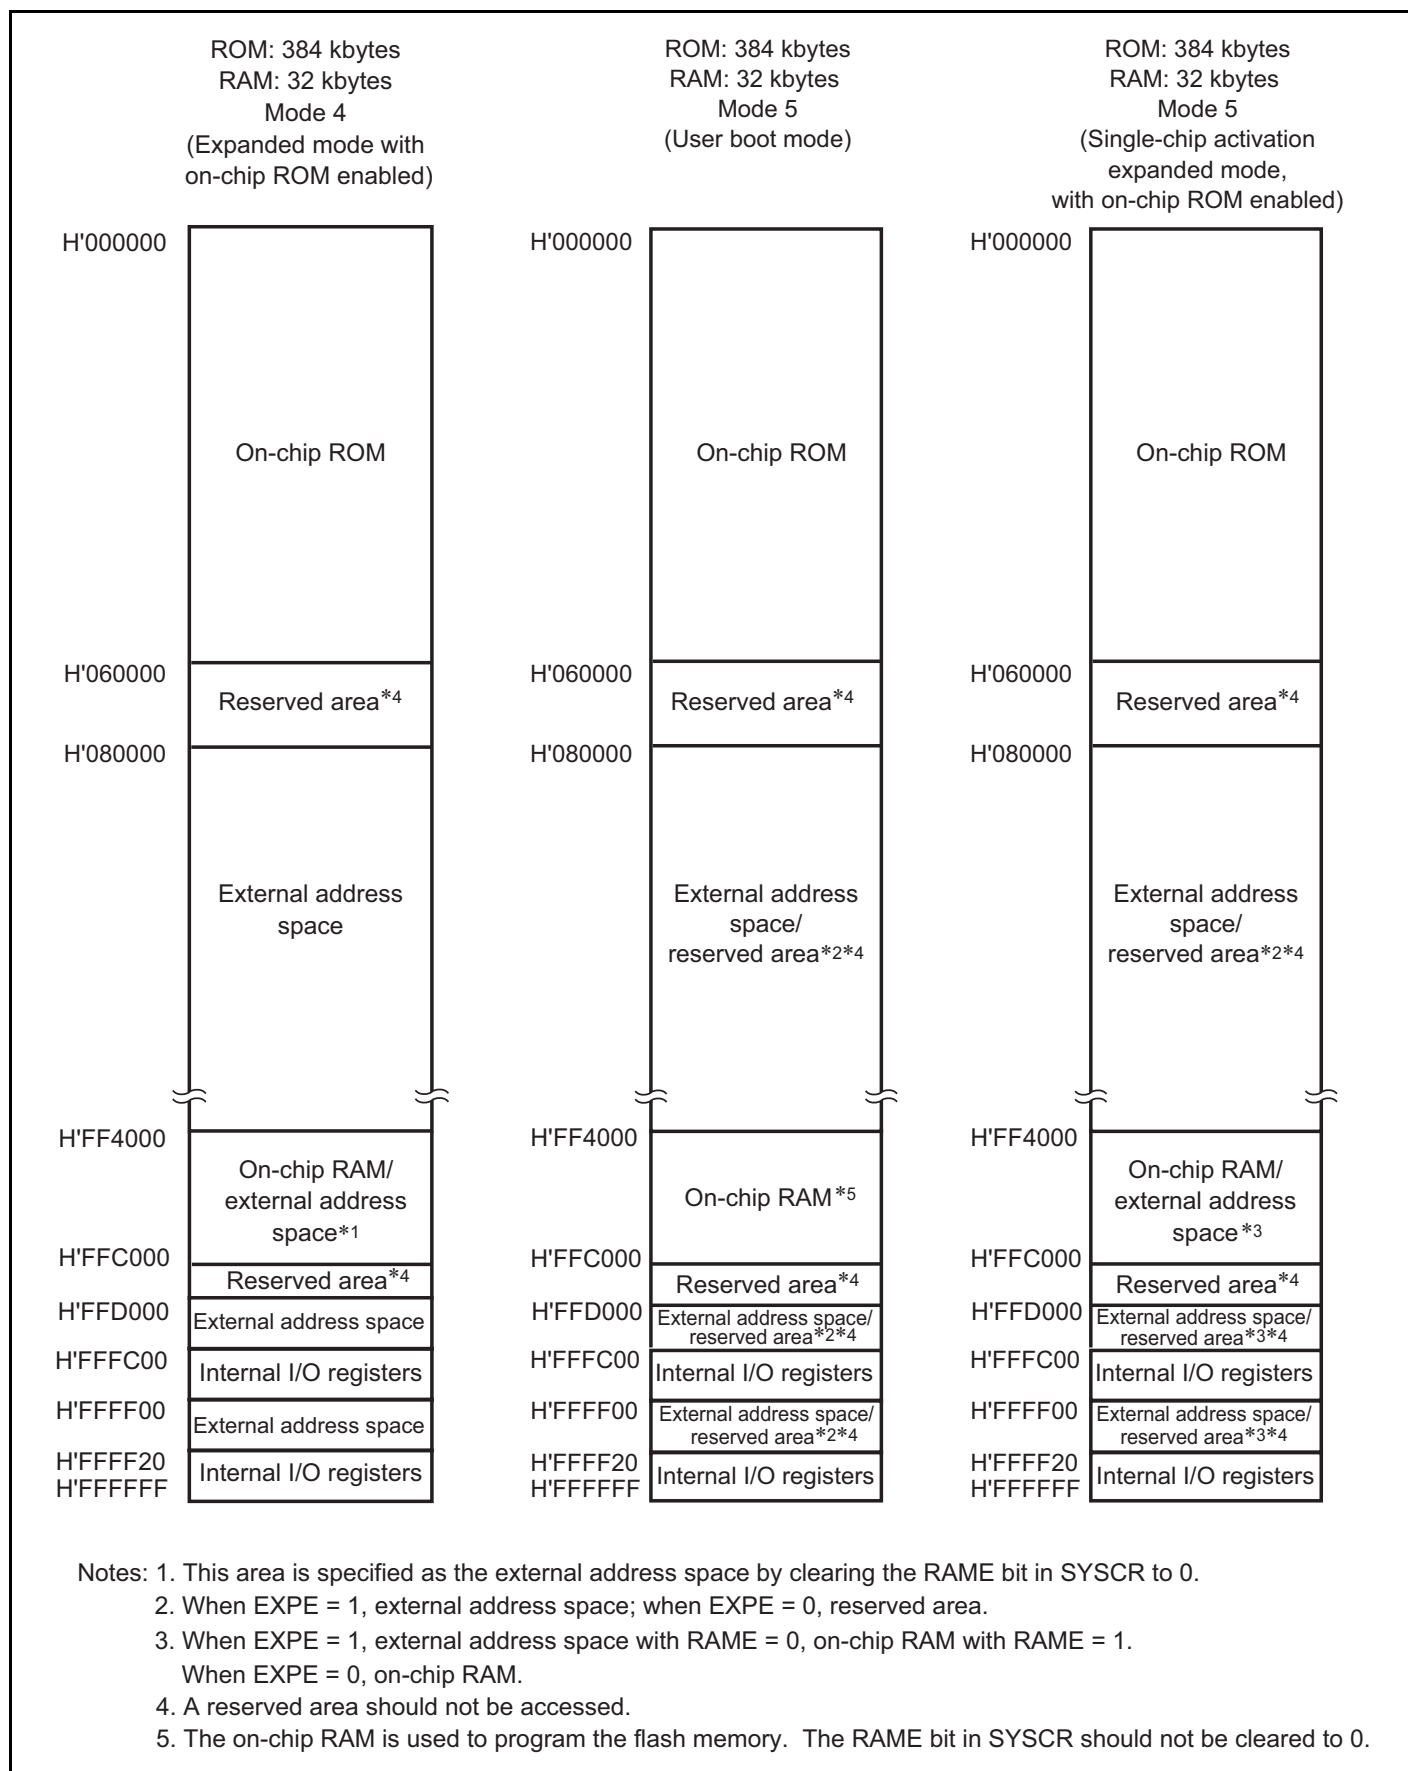 ROM: 384 kbytes
RAM: 32 kbytes
Mode 4
(Expanded mode with
on-chip ROM enabled)
H'000000
On-chip ROM
H'060000
Reserved area*4
H'080000
External address
space
H'FF4000
On-chip RAM/
external address
space*1
H'FFC000
Reserved area*4
H'FFD000
External address space
H'FFFC00
Internal I/O registers
H'FFFF00
External address space
H'FFFF20
Internal I/O registers
H'FFFFFF
ROM: 384 kbytes
RAM: 32 kbytes
Mode 5
(User boot mode)
H'000000
On-chip ROM
H'060000
Reserved area*4
H'080000
External address
space/
reserved area*2*4
H'FF4000
On-chip RAM*5
H'FFC000
Reserved area*4
H'FFD000
External address space/
reserved area*2*4
H'FFFC00
Internal I/O registers
H'FFFF00
External address space/
reserved area*2*4
H'FFFF20
Internal I/O registers
H'FFFFFF
ROM: 384 kbytes
RAM: 32 kbytes
Mode 5
(Single-chip activation
expanded mode,
with on-chip ROM enabled)
H'000000
On-chip ROM
H'060000
Reserved area*4
H'080000
External address
space/
reserved area*2*4
H'FF4000
On-chip RAM/
external address
space*3
H'FFC000
Reserved area*4
H'FFD000
External address space/
reserved area*3*4
H'FFFC00
Internal I/O registers
H'FFFF00
External address space/
reserved area*3*4
H'FFFF20
Internal I/O registers
H'FFFFFF
Notes: 1. This area is specified as the external address space by clearing the RAME bit in SYSCR to 0.
2. When EXPE = 1, external address space; when EXPE = 0, reserved area.
3. When EXPE = 1, external address space with RAME = 0, on-chip RAM with RAME = 1.
When EXPE = 0, on-chip RAM.
4. A reserved area should not be accessed.
5. The on-chip RAM is used to program the flash memory. The RAME bit in SYSCR should not be cleared to 0.